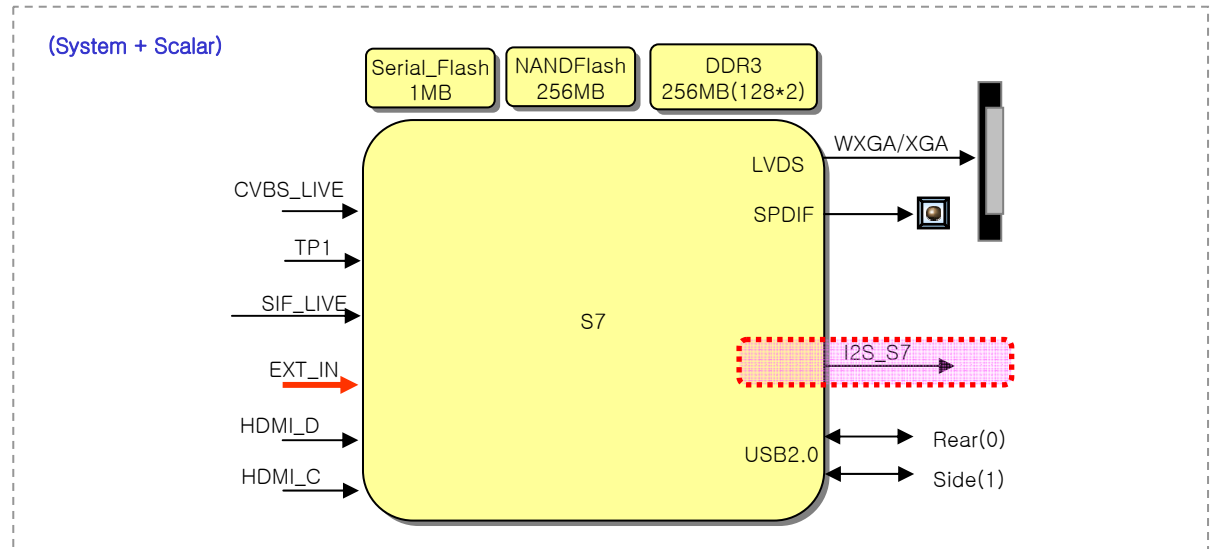 (System + Scalar)
Serial_Flash
1MB
NANDFlash
256MB
DDR3
256MB(128*2)
WXGA/XGA
LVDS
CVBS_LIVE
SPDIF
TP1
SIF_LIVE
S7
I2S_S7
EXT_IN
HDMI_D
Rear(0)
USB2.0
HDMI_C
Side(1)